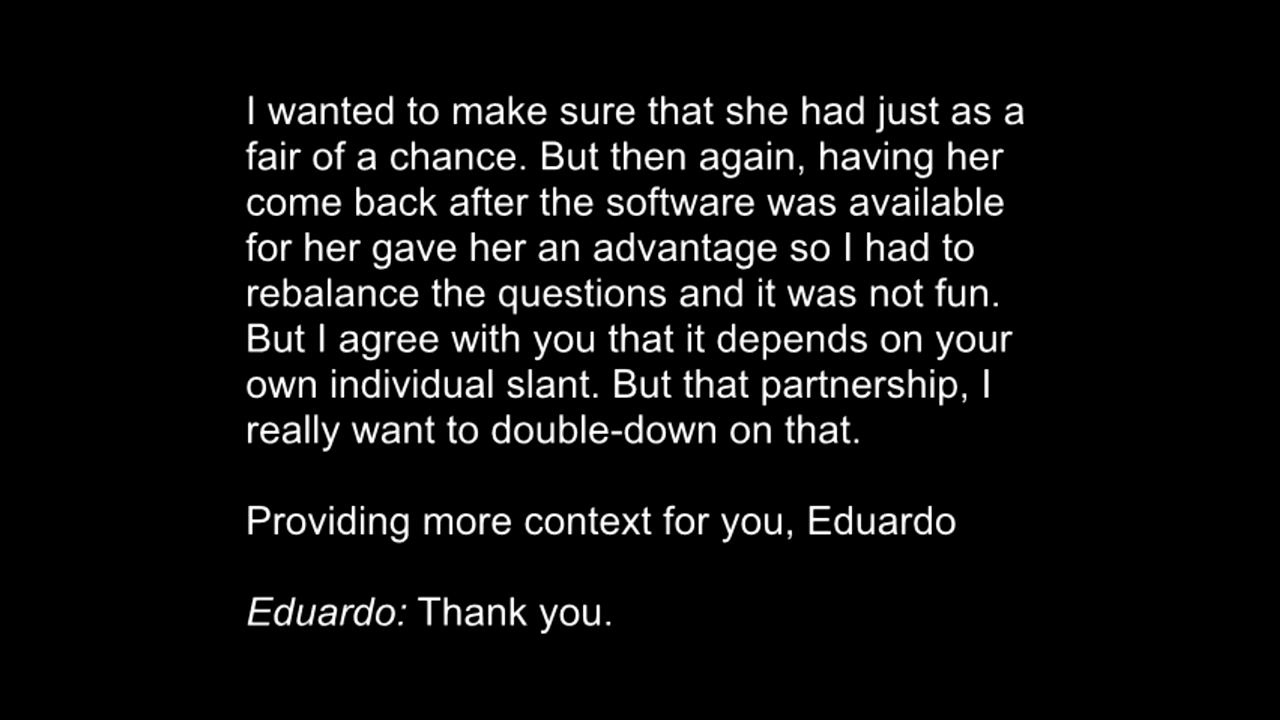 I wanted to make sure that she had just as a
fair of a chance. But then again, having her
come back after the software was available
for her gave her an advantage so I had to
rebalance the questions and it was not fun.
But I agree with you that it depends on your
own individual slant. But that partnership, I
really want to double-down on that.
Providing more context for you, Eduardo
Eduardo: Thank you.